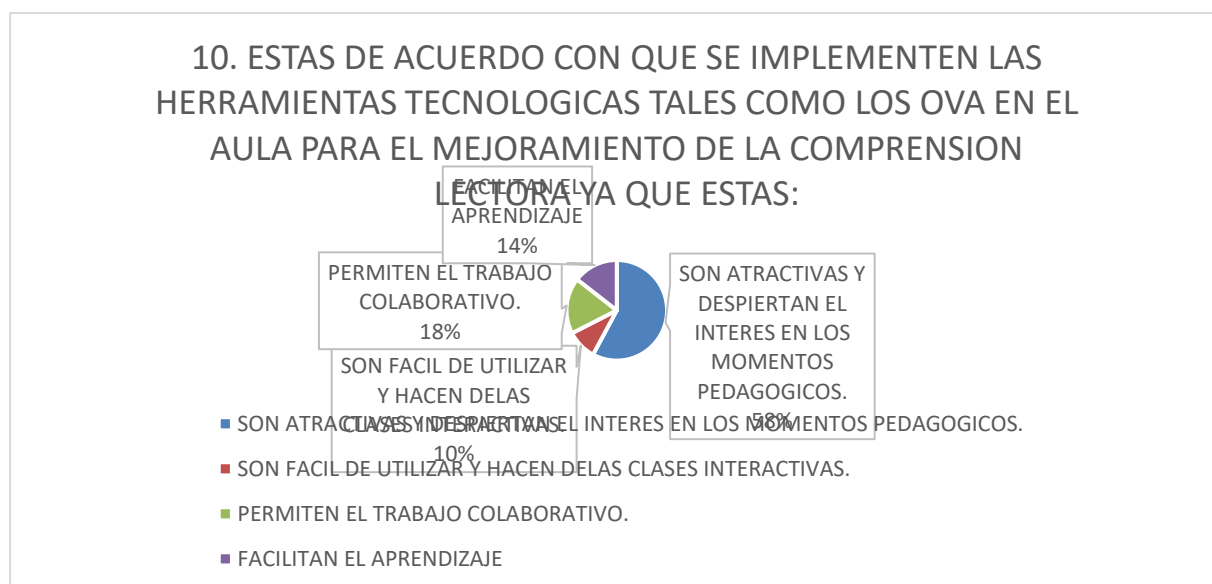 10. ESTAS DE ACUERDO CON QUE SE IMPLEMENTEN LAS
HERRAMIENTAS TECNOLOGICAS TALES COMO LOS OVA EN EL
AULA PARA EL MEJORAMIENTO DE LA COMPRENSION
LECTORA YA QUE ESTAS:
FACILITAN EL
APRENDIZAJE
14%
PERMITEN EL TRABAJO
COLABORATIVO.
18%
SON FACIL DE UTILIZAR
Y HACEN DELAS
CLASES INTERACTIVAS.
10%
SON ATRACTIVAS Y
DESPIERTAN EL
INTERES EN LOS
MOMENTOS
PEDAGOGICOS.
58%
SON ATRACTIVAS Y DESPIERTAN EL INTERES EN LOS MOMENTOS PEDAGOGICOS.
SON FACIL DE UTILIZAR Y HACEN DELAS CLASES INTERACTIVAS.
PERMITEN EL TRABAJO COLABORATIVO.
FACILITAN EL APRENDIZAJE